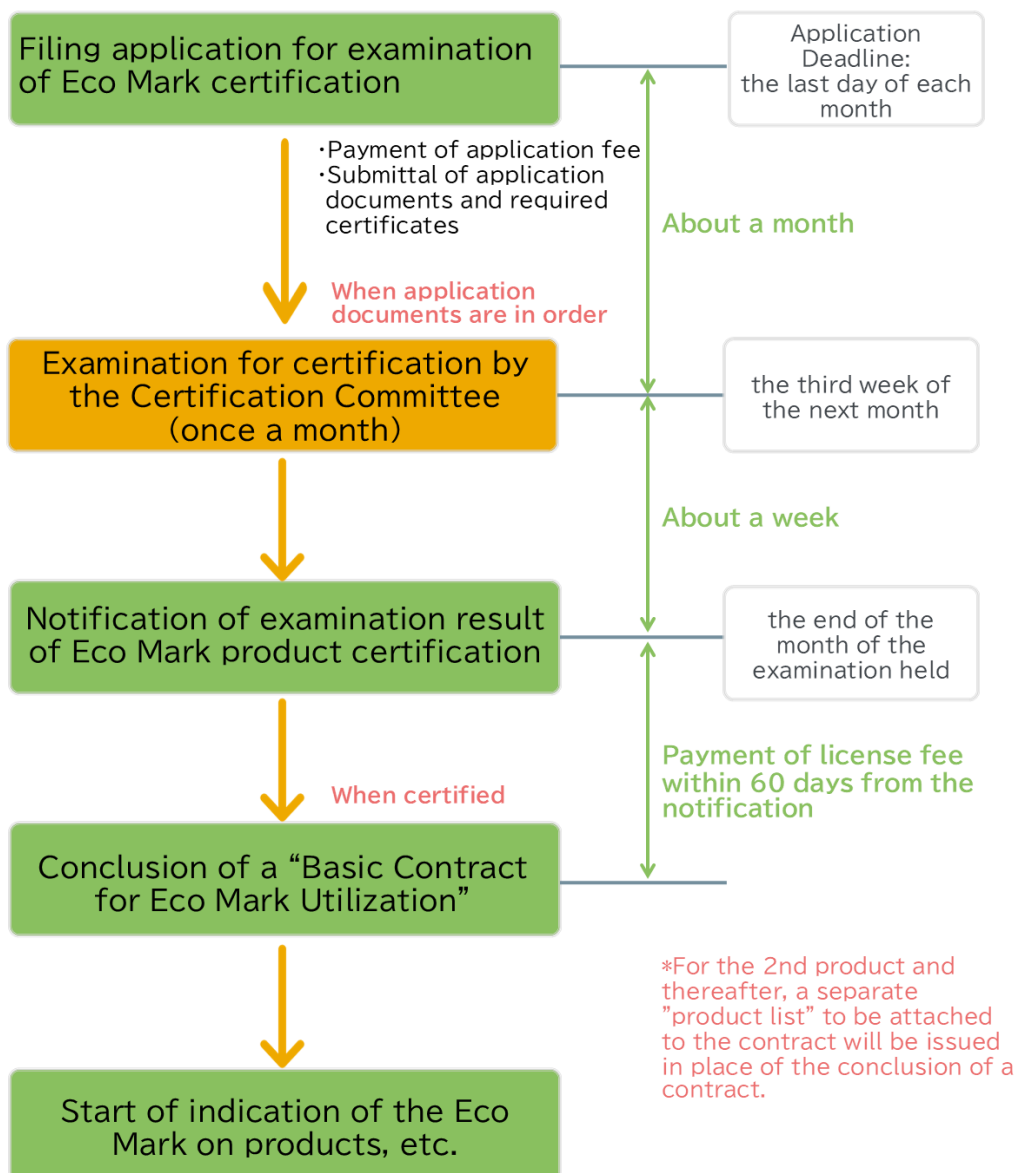 Filing application for examination
of Eco Mark certification
Application
Deadline:
the last day of each
month
・Payment of application fee
・Submittal of application
documents and required
certificates
About a month
When application
documents are in order
Examination for certification by
the Certification Committee
(once a month)
the third week of
the next month
About a week
Notification of examination result
of Eco Mark product certification
the end of the
month of the
examination held
Payment of license fee
within 60 days from the
notification
When certified
Conclusion of a “Basic Contract
for Eco Mark Utilization”
*For the 2nd product and
thereafter, a separate
"product list" to be attached
to the contract will be issued
in place of the conclusion of a
contract.
Start of indication of the Eco
Mark on products, etc.